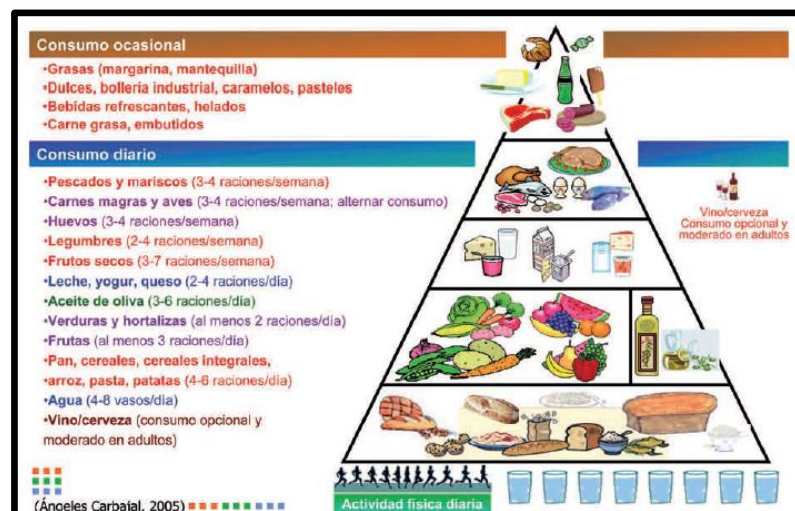 Consumo ocasional
•Grasas (margarina, mantequilla)
•Dulces, bollería industrial, caramelos, pasteles
•Bebidas refrescantes, helados
•Carne grasa, embutidos
Consumo diario
•Pescados y mariscos (3-4 raciones/semana)
•Carnes magras y aves (3-4 raciones/semana; alternar consumo)
•Huevos (3-4 raciones/semana)
•Legumbres (2-4 raciones/semana)
•Frutos secos (3-7 raciones/semana)
•Leche, yogur, queso (2-4 raciones/día)
•Aceite de oliva (3-6 raciones/día)
•Verduras y hortalizas (al menos 2 raciones/día)
•Frutas (al menos 3 raciones/día)
•Pan, cereales, cereales integrales,
•arroz, pasta, patatas (4-6 raciones/día)
•Agua (4-8 vasos/día)
•Vino/cerveza (consumo opcional y
moderado en adultos)
Vino/cerveza
Consumo opcional y
moderado en adultos
(Ángeles Carbajal, 2005)
Actividad física diaria